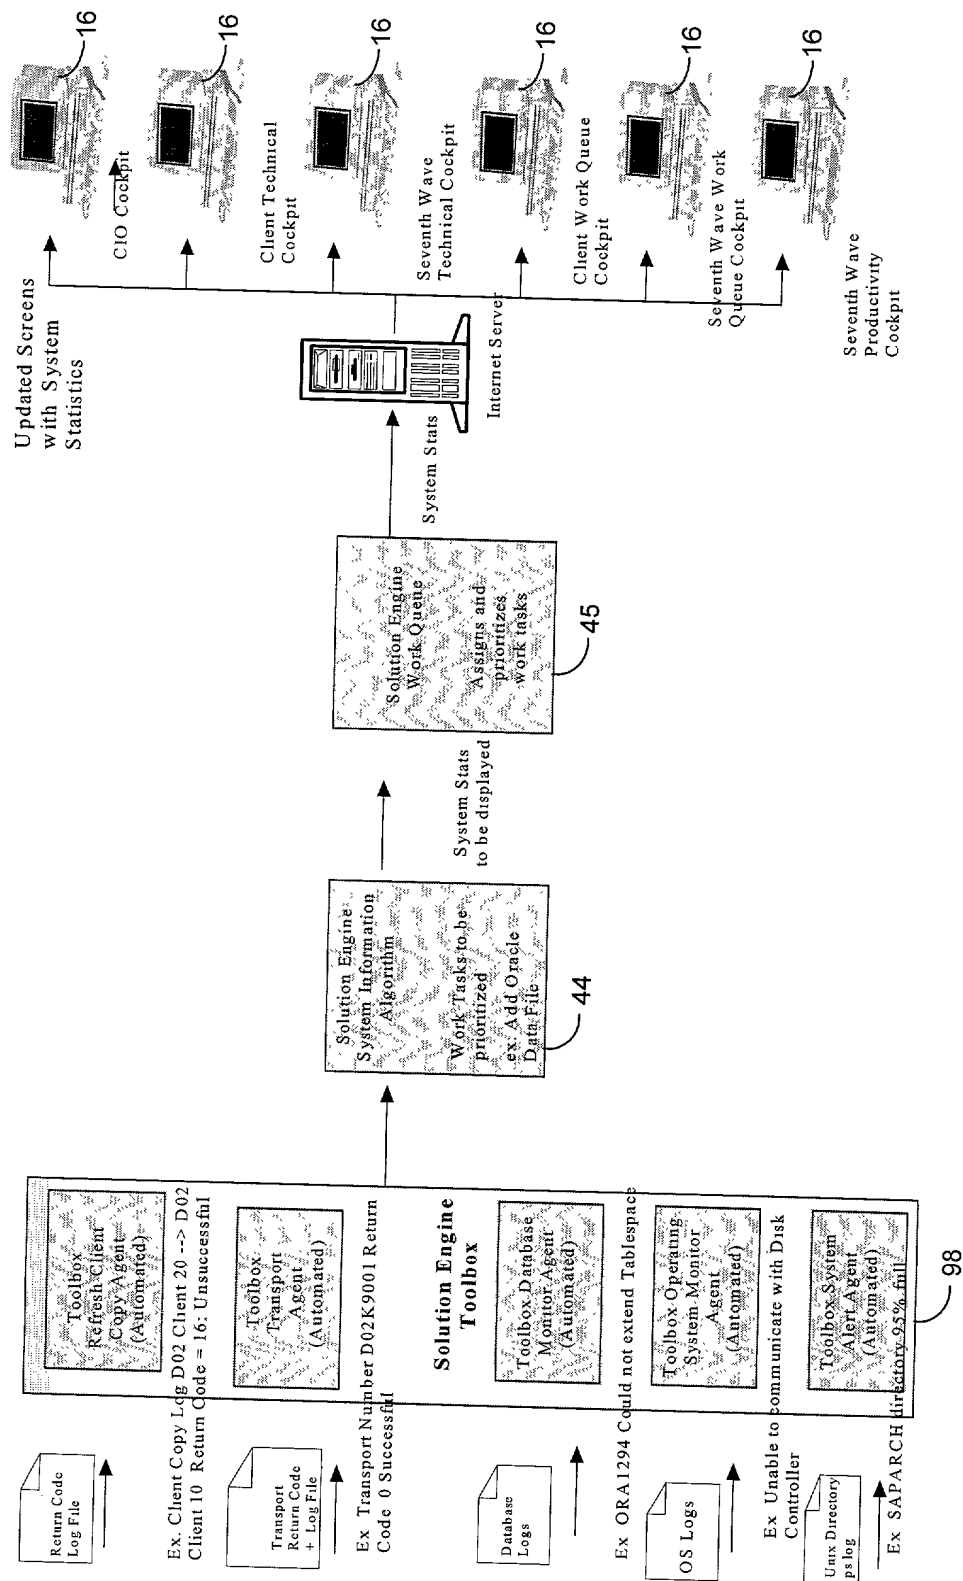 Return Code
Log File
Ex. Client Copy Log D02 Client 20 --> D02
Client 10 Return Code = 16: Unsuccessful
Transport
Return Code
+ Log File
Ex Transport Number D02K9001 Return
Code 0 Successful
Database
Logs
Ex ORA1294 Could not extend Tablespace
OS Logs
Ex Unable to communicate with Disk
Controller
Unix Directory
ps log
Ex SAPARCH directory 95% full
Toolbox
Refresh Client
Copy Agent
(Automated)
Toolbox
Transport
Agent
(Automated)
Solution Engine
Toolbox
Toolbox Database
Monitor Agent
(Automated)
Toolbox Operating
System Monitor
Agent
(Automated)
Toolbox System
Alert Agent
(Automated)
98
Solution Engine
System Information
Algorithm
Work Tasks to be
prioritized
ex: Add Oracle
Data File
44
System Stats
to be displayed
Solution Engine
Work Queue
Assigns and
prioritizes
work tasks
45
System Stats
Internet Server
Updated Screens
with System
Statistics
16
CIO Cockpit
16
Client Technical
Cockpit
16
Seventh Wave
Technical Cockpit
16
Client Work Queue
Cockpit
16
Seventh Wave Work
Queue Cockpit
16
Seventh Wave
Productivity
Cockpit